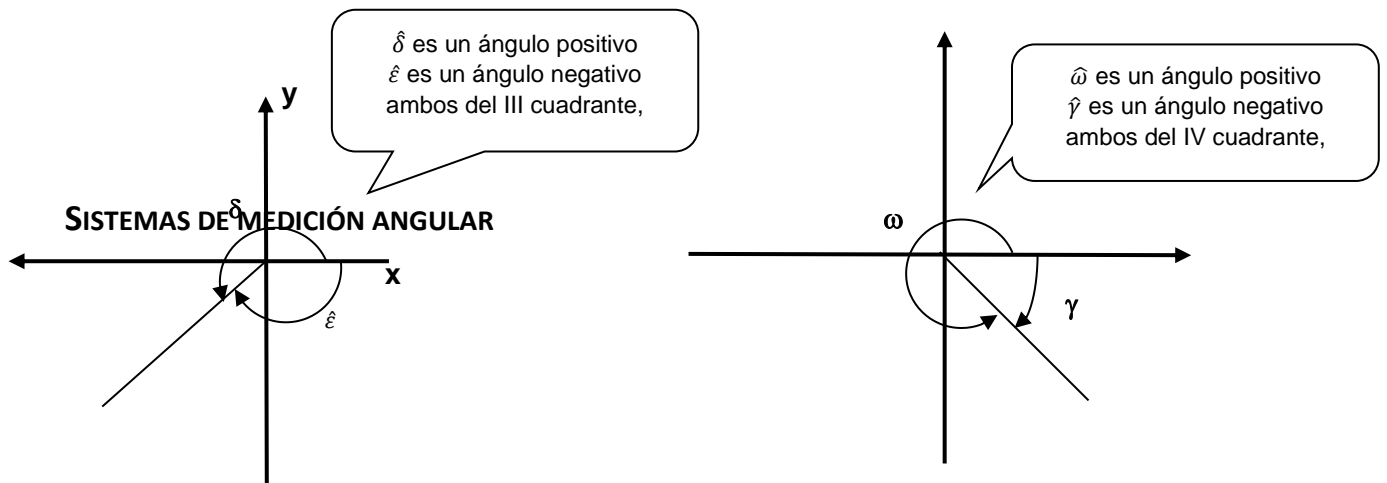 δ̂ es un ángulo positivo
ε̂ es un ángulo negativo
ambos del III cuadrante,
ω̂ es un ángulo positivo
γ̂ es un ángulo negativo
ambos del IV cuadrante,
y
δ
SISTEMAS DE MEDICIÓN ANGULAR
x
ε̂
ω
γ